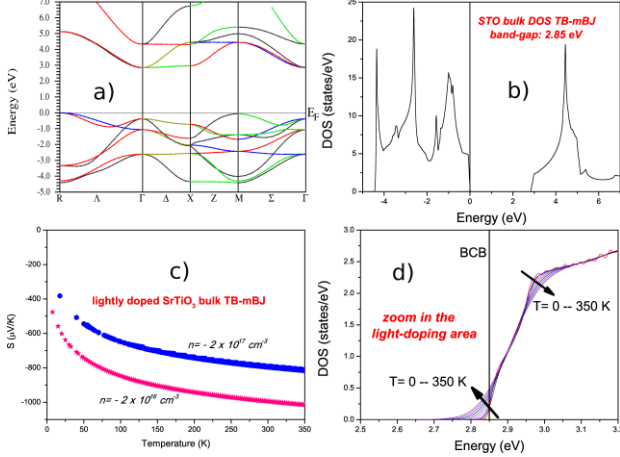 7.0
6.0
5.0
4.0
3.0
2.0
1.0
0.0
-1.0
-2.0
-3.0
-4.0
-5.0
Energy (eV)
a)
E_F
R Λ Γ Δ X Z M Σ Γ
25
20
15
10
5
0
DOS (states/eV)
STO bulk DOS TB-mBJ
band-gap: 2.85 eV
b)
-4 -2 0 2 4 6
Energy (eV)
0
-200
-400
-600
-800
-1000
S (μV/K)
c)
lightly doped SrTiO₃ bulk TB-mBJ
n= - 2 x 10¹⁷ cm⁻³
n= - 2 x 10¹⁶ cm⁻³
0 50 100 150 200 250 300 350
Temperature (K)
3.0
2.5
2.0
1.5
1.0
0.5
0.0
DOS (states/eV)
BCB
d)
T= 0 -- 350 K
zoom in the
light-doping area
T= 0 -- 350 K
2.5 2.6 2.7 2.8 2.9 3.0 3.1 3.2
Energy (eV)